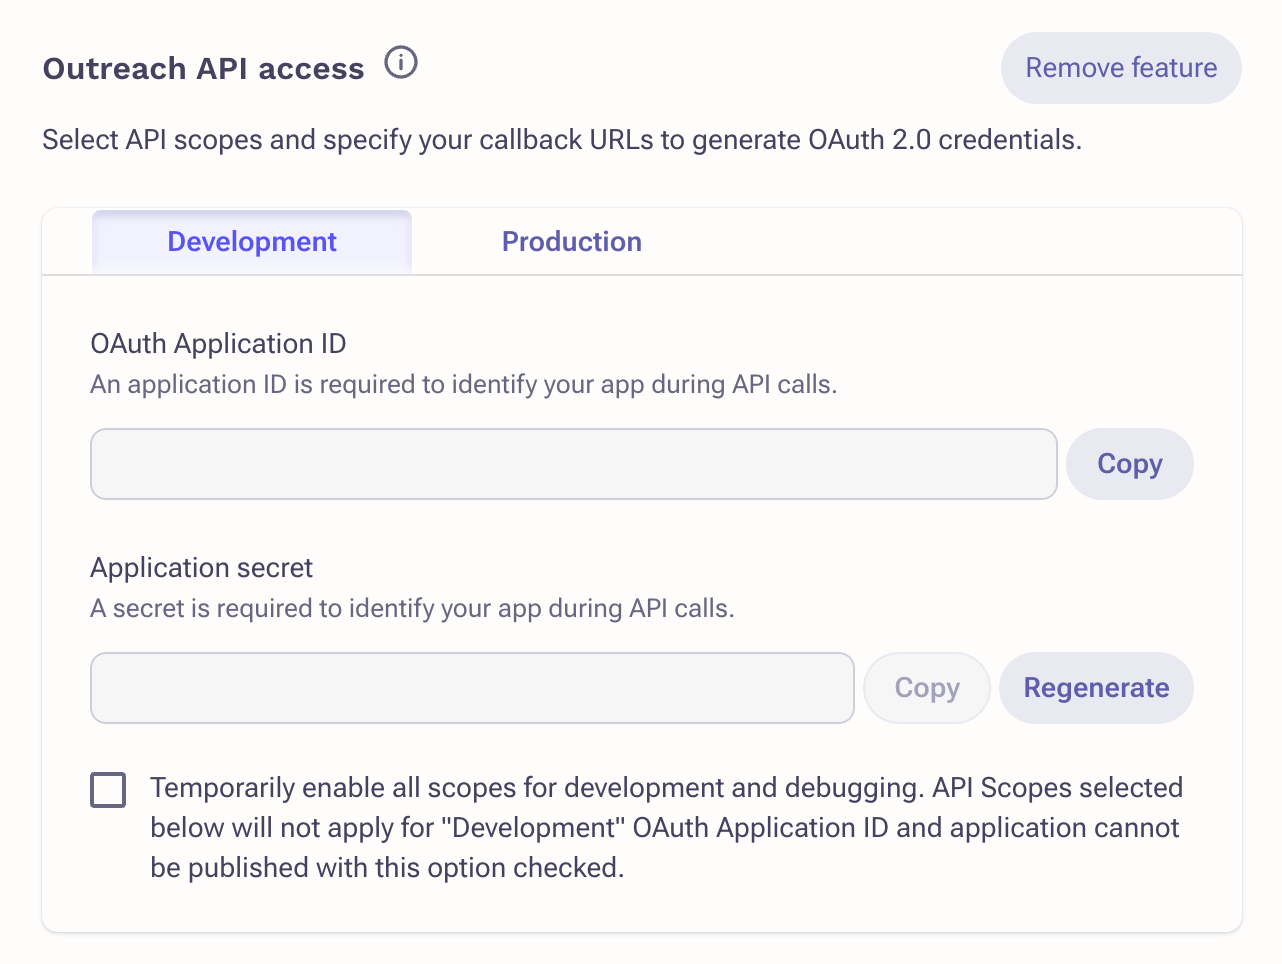 Outreach API access
Remove feature
Select API scopes and specify your callback URLs to generate OAuth 2.0 credentials.
Development
Production
OAuth Application ID
An application ID is required to identify your app during API calls.
Copy
Application secret
A secret is required to identify your app during API calls.
Copy
Regenerate
Temporarily enable all scopes for development and debugging. API Scopes selected
below will not apply for "Development" OAuth Application ID and application cannot
be published with this option checked.